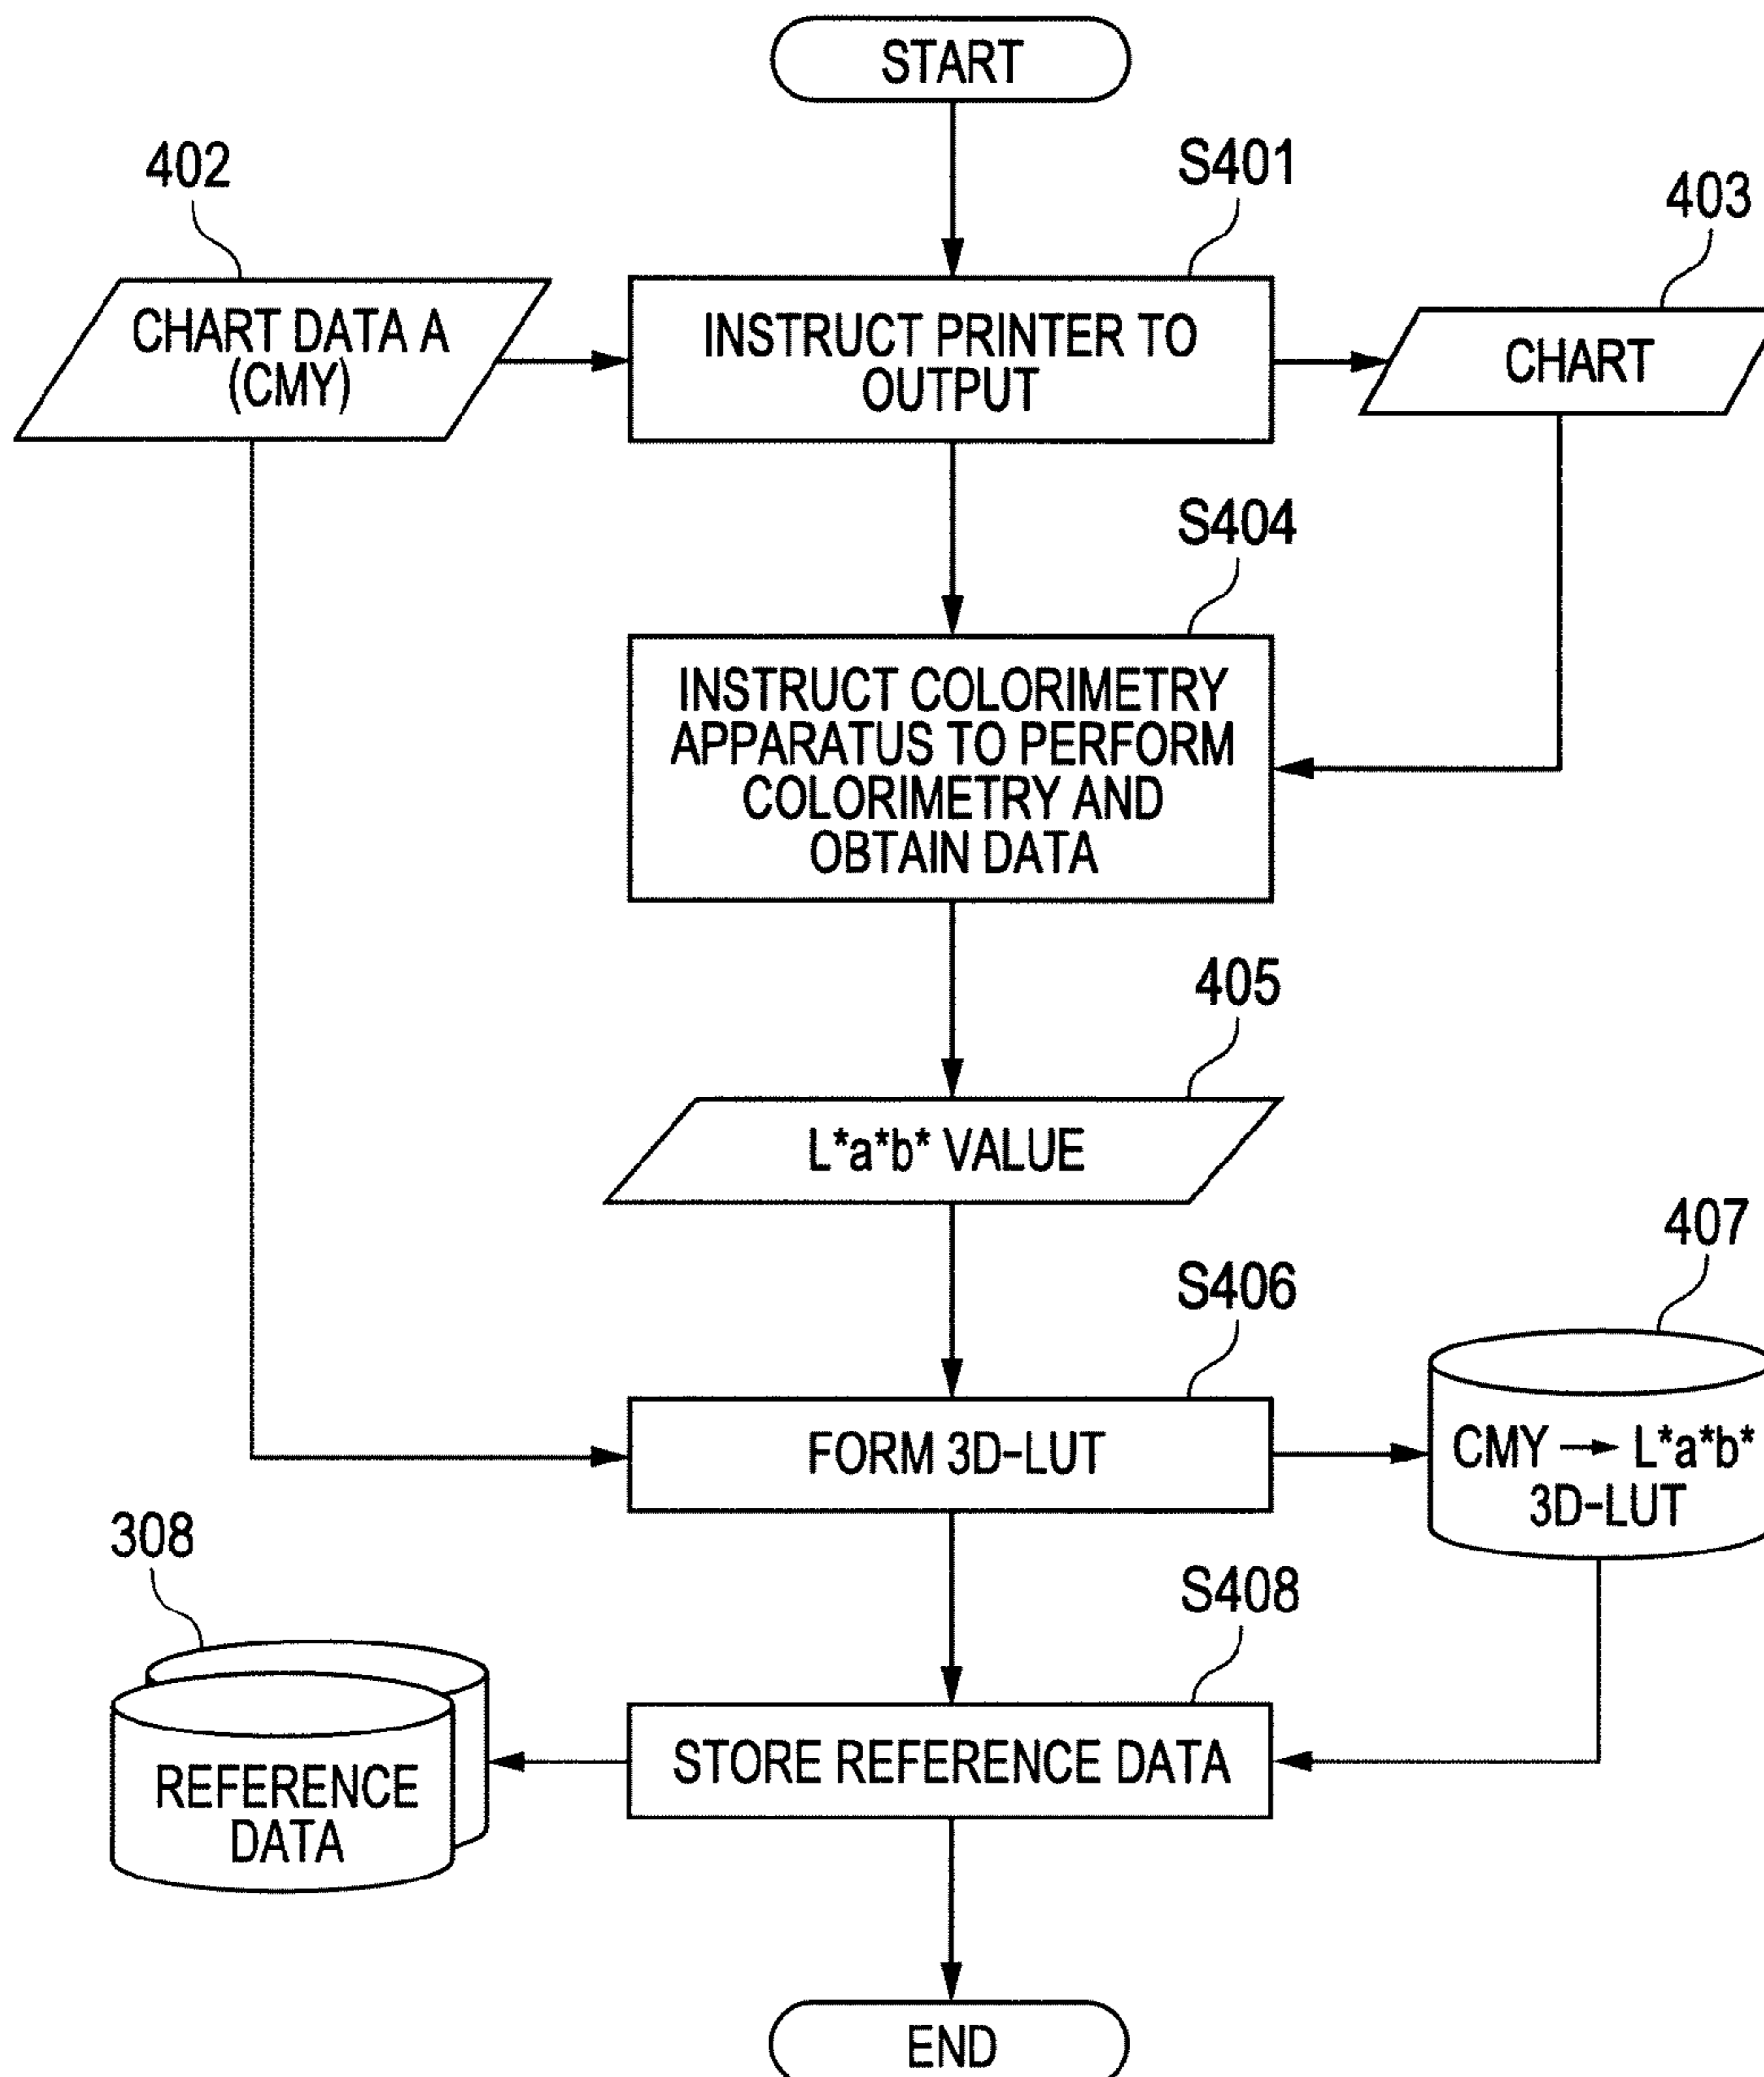 START
402
S401
403
CHART DATA A
(CMY)
INSTRUCT PRINTER TO
OUTPUT
CHART
S404
INSTRUCT COLORIMETRY
APPARATUS TO PERFORM
COLORIMETRY AND
OBTAIN DATA
405
L*a*b* VALUE
407
S406
FORM 3D-LUT
CMY → L*a*b*
3D-LUT
308
S408
STORE REFERENCE DATA
REFERENCE
DATA
END